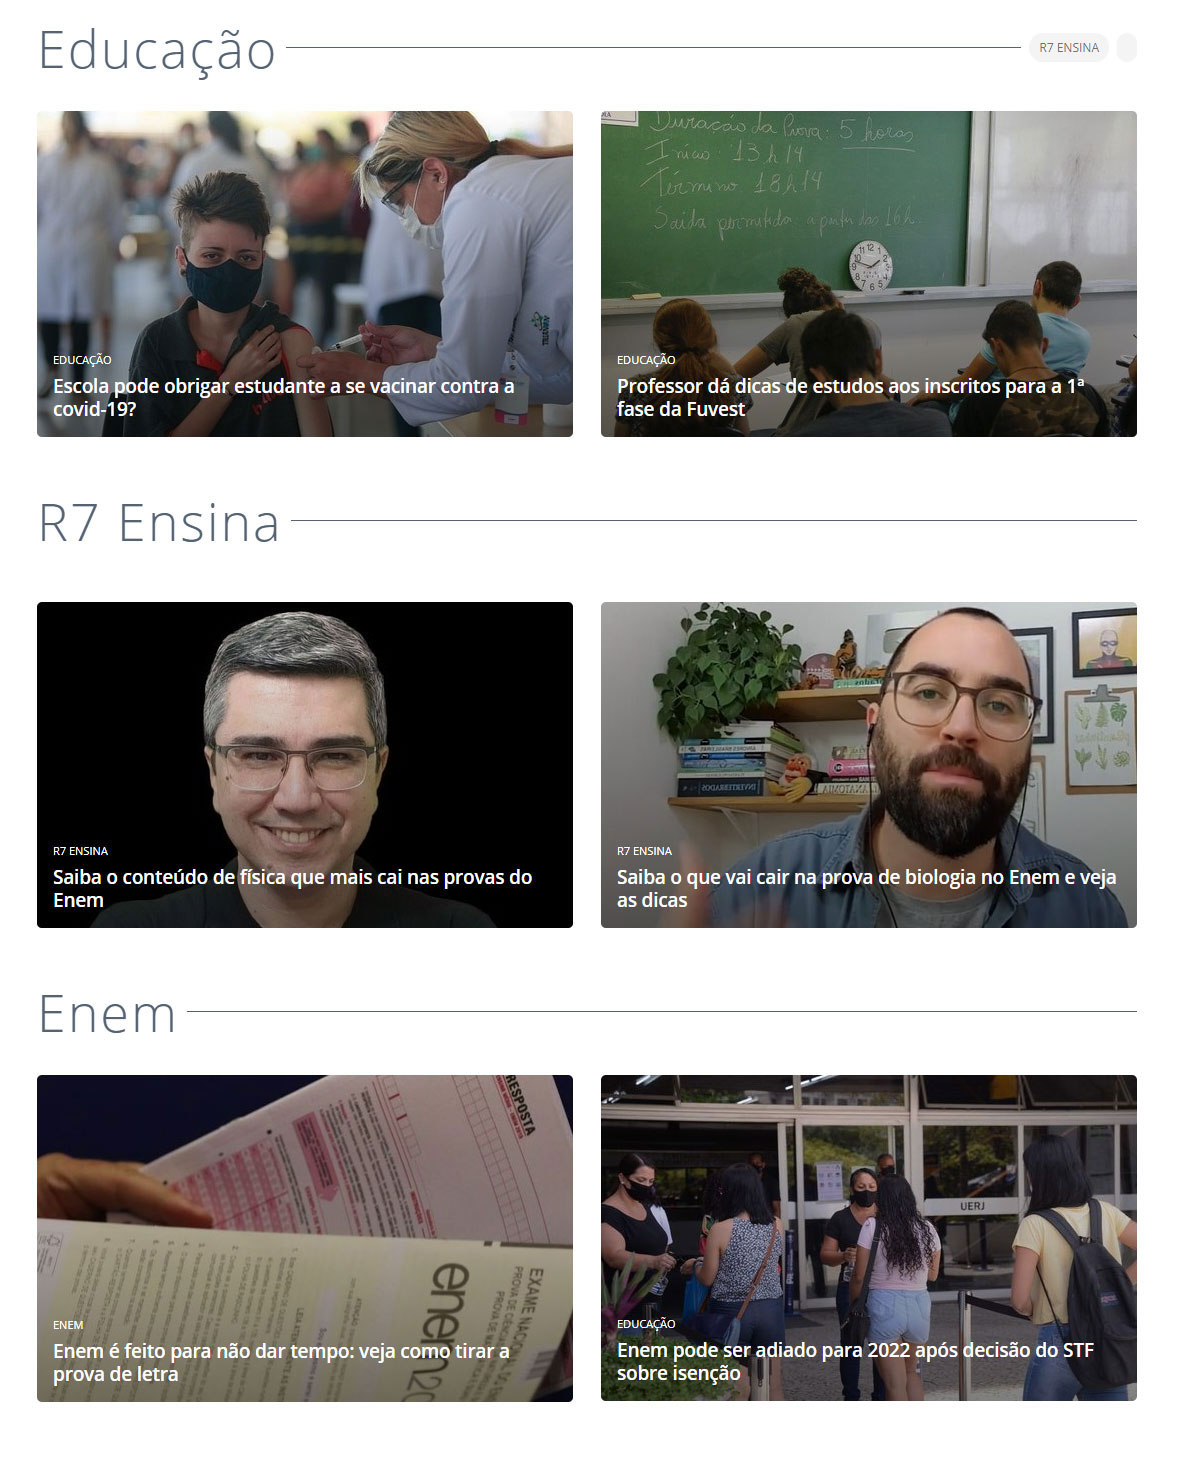 Educação
R7 ENSINA
EDUCAÇÃO
Escola pode obrigar estudante a se vacinar contra a
covid-19?
Duração da Prova: 5 horas
Início: 13h14
Término 18h14
Saída permitida: a partir das 16h.
EDUCAÇÃO
Professor dá dicas de estudos aos inscritos para a 1ª
fase da Fuvest
R7 Ensina
R7 ENSINA
Saiba o conteúdo de física que mais cai nas provas do
Enem
INVERTEBRADOS
ANATOMIA
R7 ENSINA
Saiba o que vai cair na prova de biologia no Enem e veja
as dicas
Enem
RESPOSTA
EXAME NACIO
enem20
ENEM
Enem é feito para não dar tempo: veja como tirar a
prova de letra
UERJ
EDUCAÇÃO
Enem pode ser adiado para 2022 após decisão do STF
sobre isenção